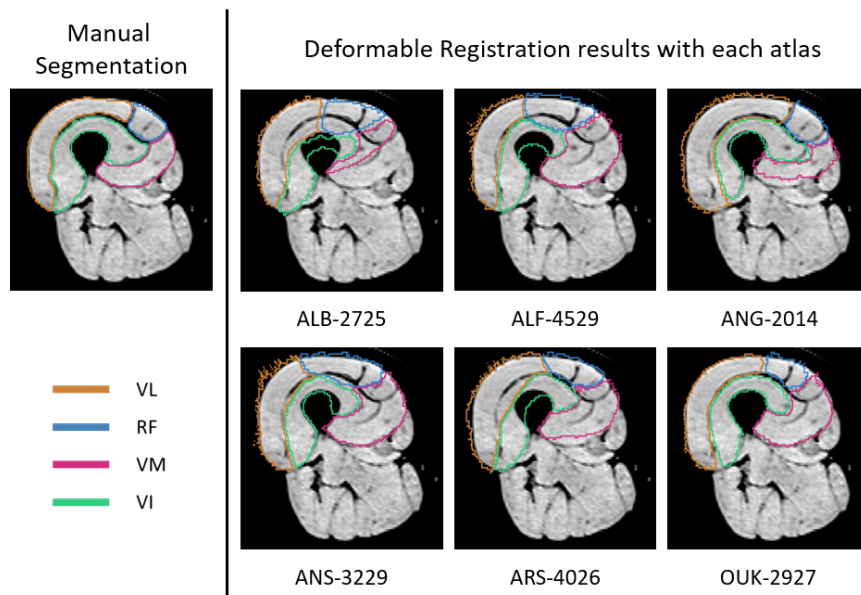 Manual
Segmentation
Deformable Registration results with each atlas
ALB-2725
ALF-4529
ANG-2014
VL
RF
VM
VI
ANS-3229
ARS-4026
OUK-2927